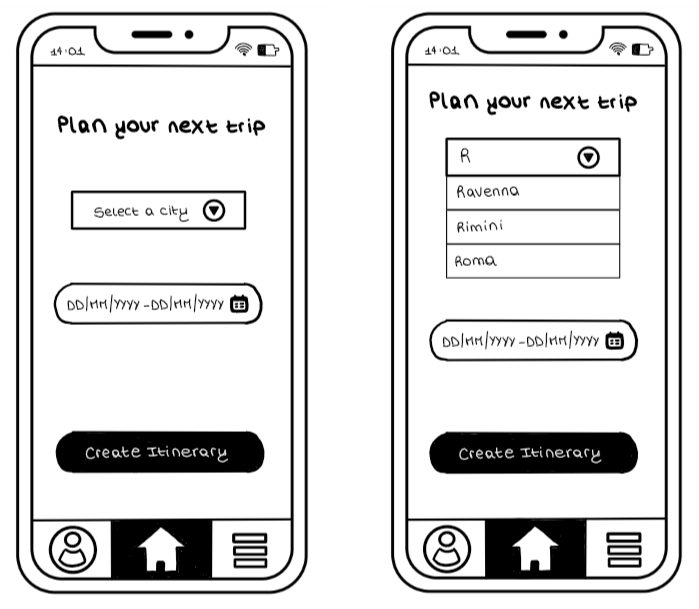 14:01
Plan your next trip
Select a city
DD/MM/YYYY - DD/MM/YYYY
Create Itinerary
14:01
Plan your next trip
R
Ravenna
Rimini
Roma
DD/MM/YYYY - DD/MM/YYYY
Create Itinerary